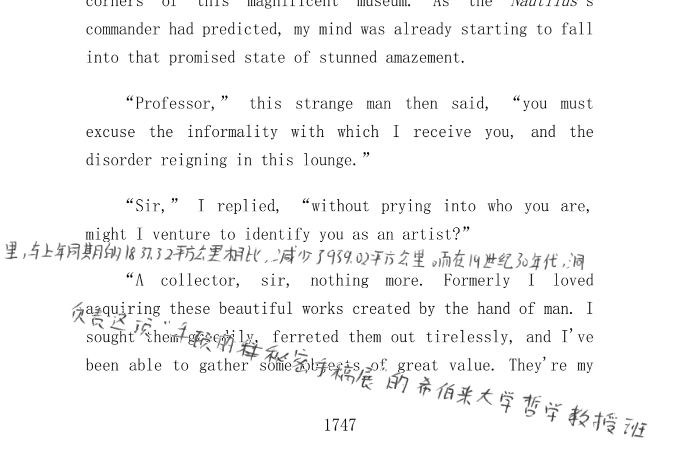 corners of this magnificent museum. As the Nautilus's
commander had predicted, my mind was already starting to fall
into that promised state of stunned amazement.
“Professor,” this strange man then said, “you must
excuse the informality with which I receive you, and the
disorder reigning in this lounge.”
“Sir,” I replied, “without prying into who you are,
might I venture to identify you as an artist?”
里,与上年同期的1837.32平方公里相比,减少了939.02平方公里。而在19世纪30年代,洞
“A collector, sir, nothing more. Formerly I loved
acquiring these beautiful works created by the hand of man. I
负责这项“
sought them greedily, ferreted them out tirelessly, and I've
been able to gather some objects of great value. They're my
秘密手稿展的希伯来大学哲学教授班
1747